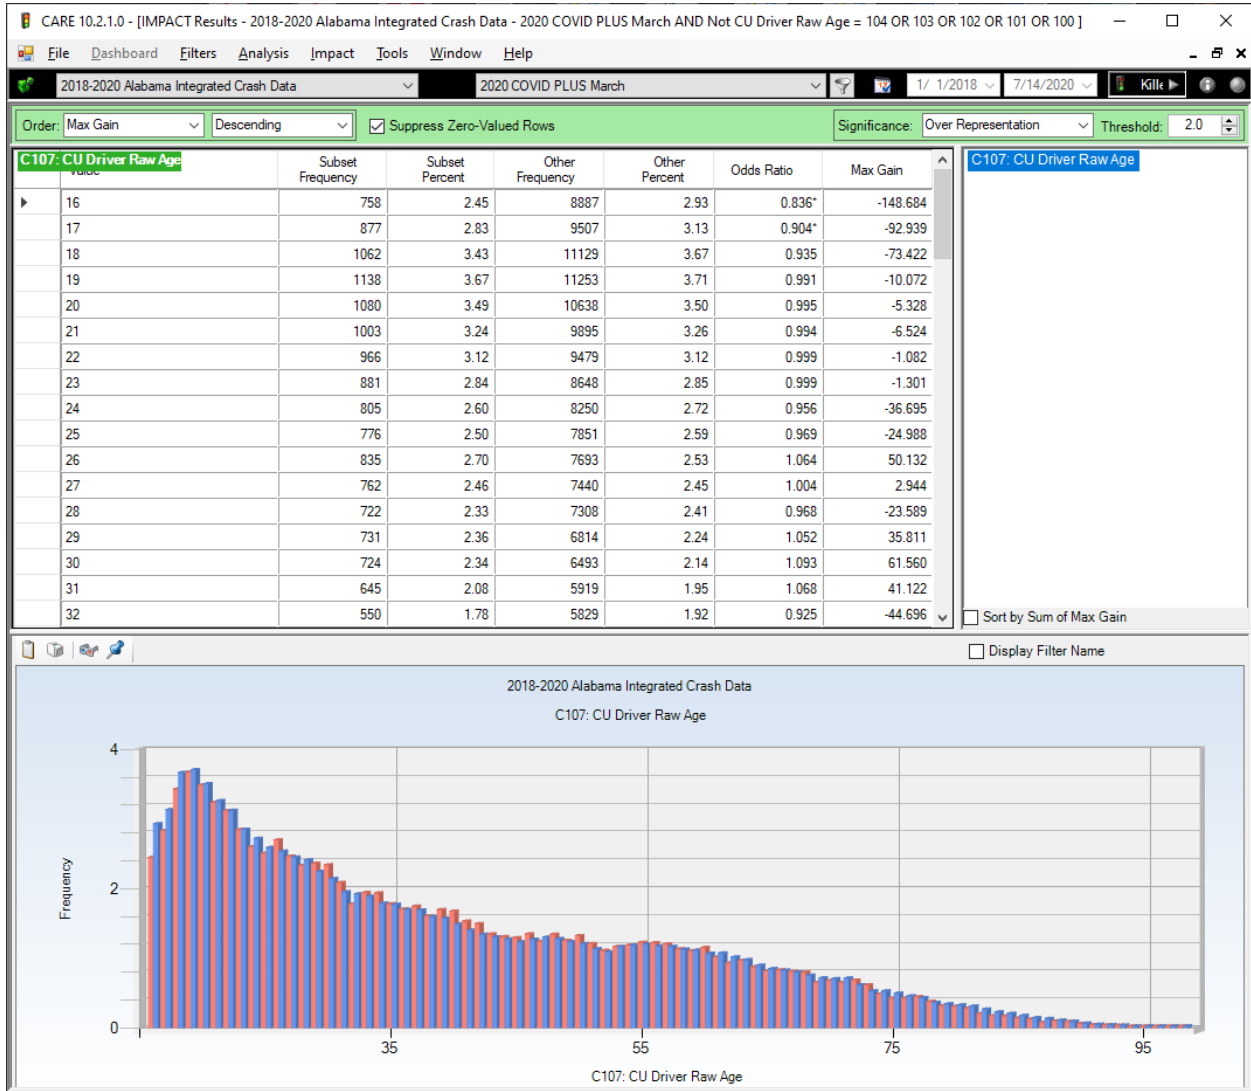 CARE 10.2.1.0 - [IMPACT Results - 2018-2020 Alabama Integrated Crash Data - 2020 COVID PLUS March AND Not CU Driver Raw Age = 104 OR 103 OR 102 OR 101 OR 100 ]
File Dashboard Filters Analysis Impact Tools Window Help
2018-2020 Alabama Integrated Crash Data 2020 COVID PLUS March 1/ 1/2018 7/14/2020 Kille
Order: Max Gain Descending Suppress Zero-Valued Rows Significance: Over Representation Threshold: 2.0
C107: CU Driver Raw Age Subset Frequency Subset Percent Other Frequency Other Percent Odds Ratio Max Gain C107: CU Driver Raw Age
16 758 2.45 8887 2.93 0.836* -148.684
17 877 2.83 9507 3.13 0.904* -92.939
18 1062 3.43 11129 3.67 0.935 -73.422
19 1138 3.67 11253 3.71 0.991 -10.072
20 1080 3.49 10638 3.50 0.995 -5.328
21 1003 3.24 9895 3.26 0.994 -6.524
22 966 3.12 9479 3.12 0.999 -1.082
23 881 2.84 8648 2.85 0.999 -1.301
24 805 2.60 8250 2.72 0.956 -36.695
25 776 2.50 7851 2.59 0.969 -24.988
26 835 2.70 7693 2.53 1.064 50.132
27 762 2.46 7440 2.45 1.004 2.944
28 722 2.33 7308 2.41 0.968 -23.589
29 731 2.36 6814 2.24 1.052 35.811
30 724 2.34 6493 2.14 1.093 61.560
31 645 2.08 5919 1.95 1.068 41.122
32 550 1.78 5829 1.92 0.925 -44.696
Sort by Sum of Max Gain
Display Filter Name
2018-2020 Alabama Integrated Crash Data
C107: CU Driver Raw Age
4
2
0
Frequency
35 55 75 95
C107: CU Driver Raw Age